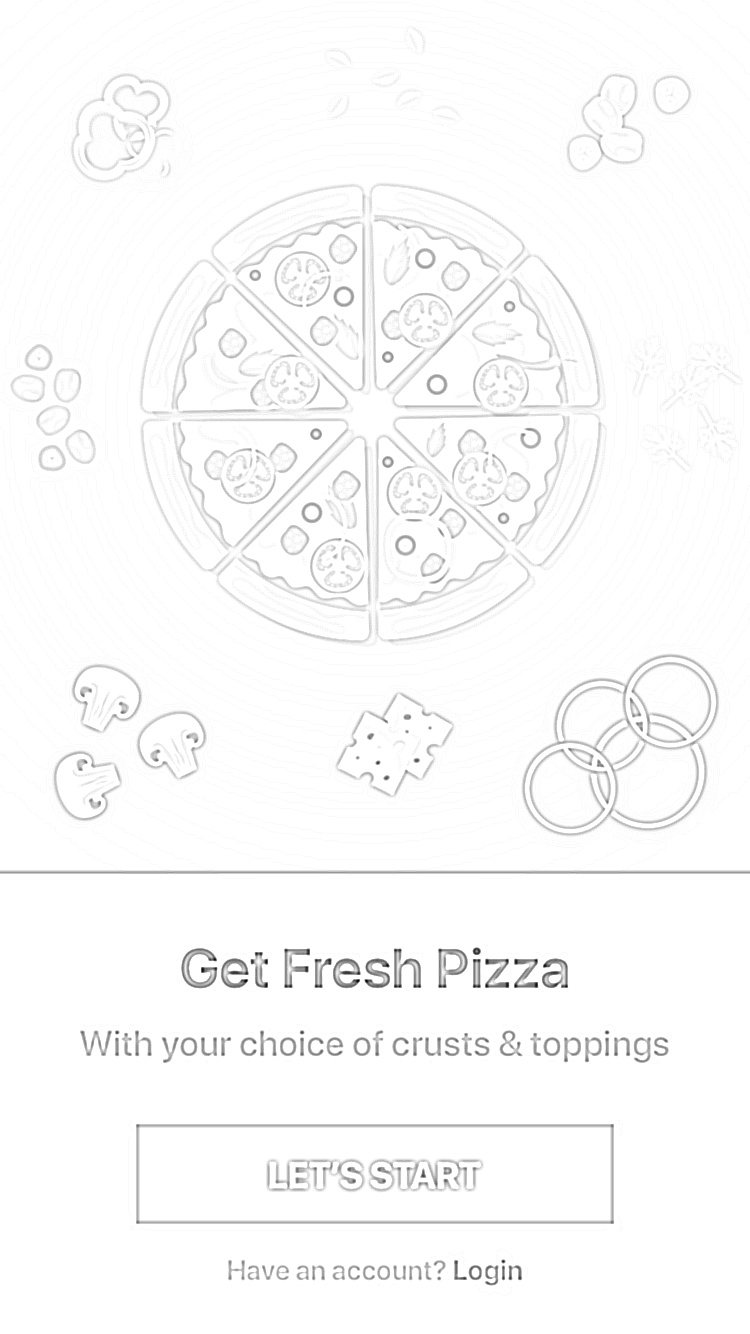 Get Fresh Pizza
With your choice of crusts & toppings
LET'S START
Have an account? Login